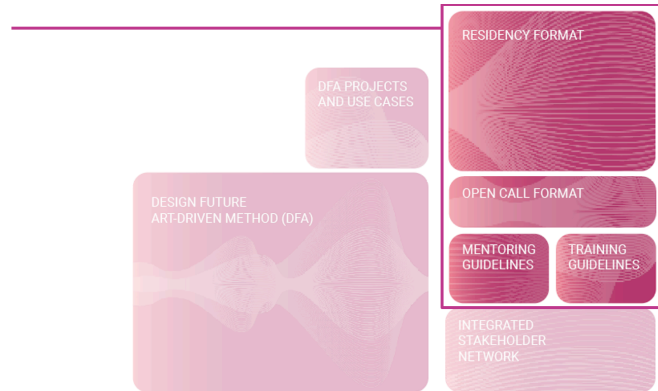 RESIDENCY FORMAT
DFA PROJECTS
AND USE CASES
OPEN CALL FORMAT
DESIGN FUTURE
ART-DRIVEN METHOD (DFA)
MENTORING
GUIDELINES
TRAINING
GUIDELINES
INTEGRATED
STAKEHOLDER
NETWORK